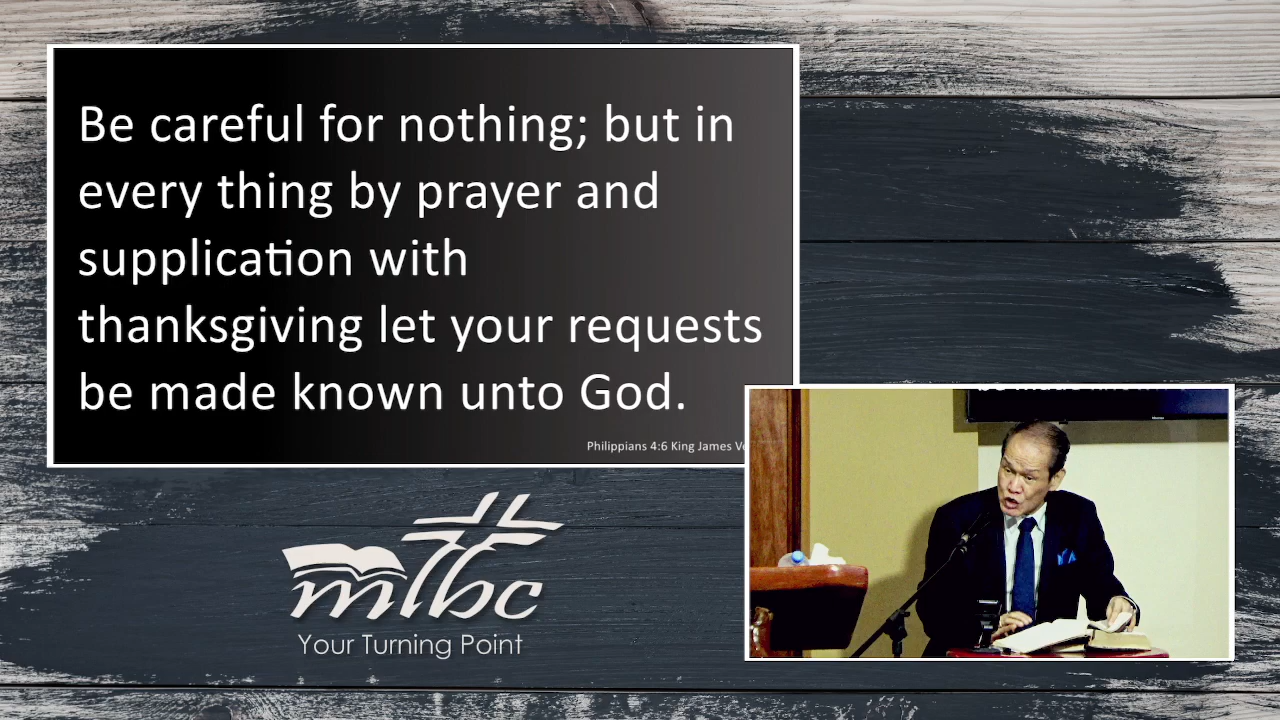 Be careful for nothing; but in
every thing by prayer and
supplication with
thanksgiving let your requests
be made known unto God.
Philippians 4:6 King James
mlbc
Your Turning Point